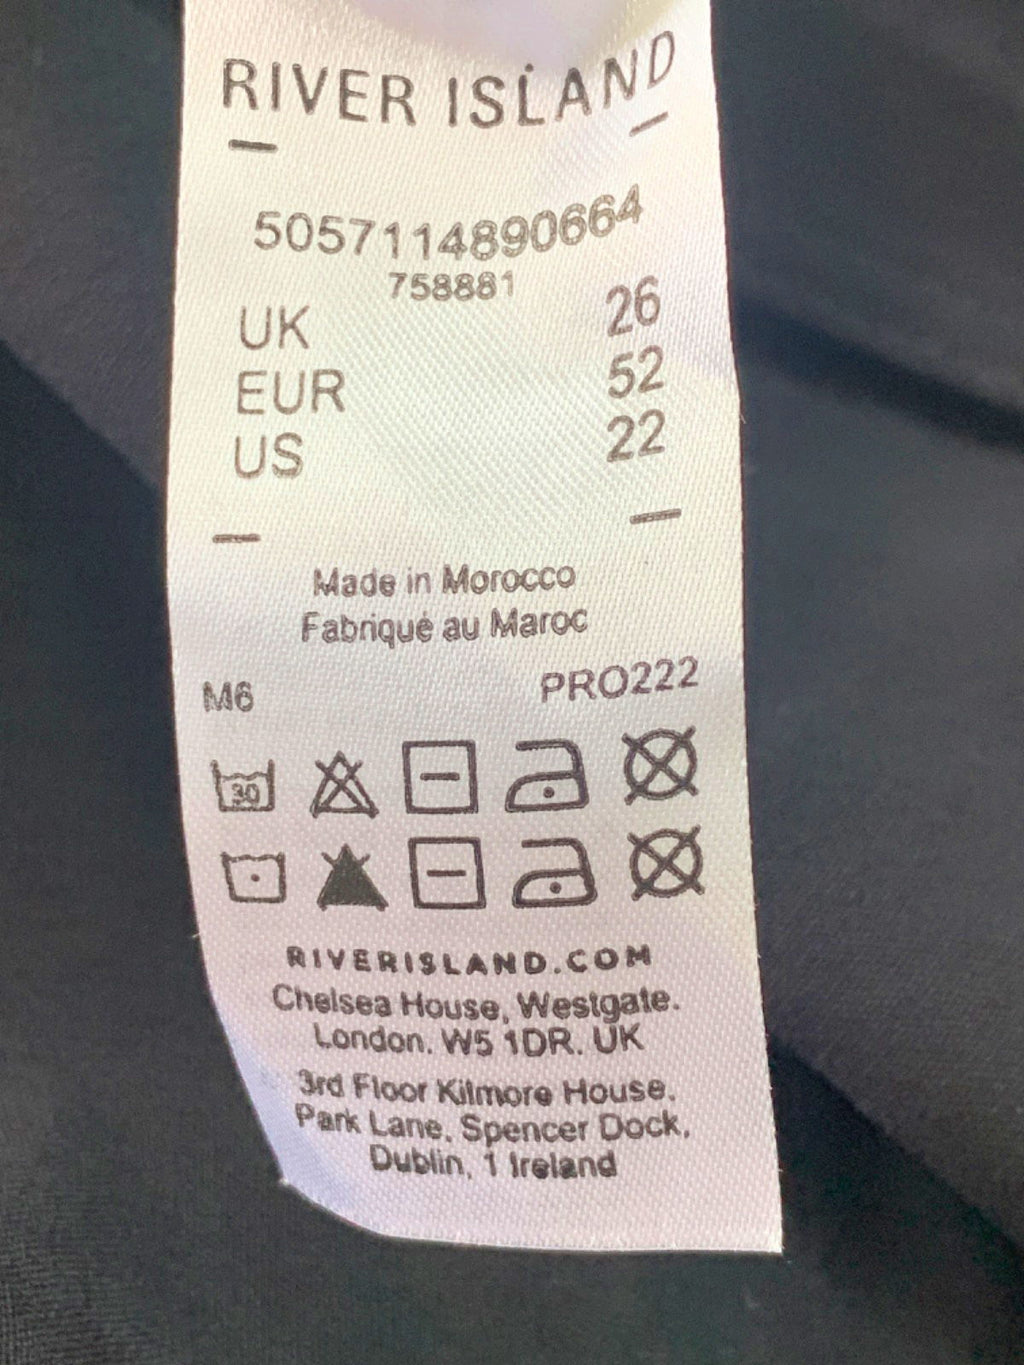 RIVER ISLAND
5057114890664
758881
UK 26
EUR 52
US 22
Made in Morocco
Fabriqué au Maroc
M6 PRO222
30
RIVERISLAND.COM
Chelsea House, Westgate.
London. W5 1DR. UK
3rd Floor Kilmore House.
Park Lane. Spencer Dock.
Dublin, 1 Ireland